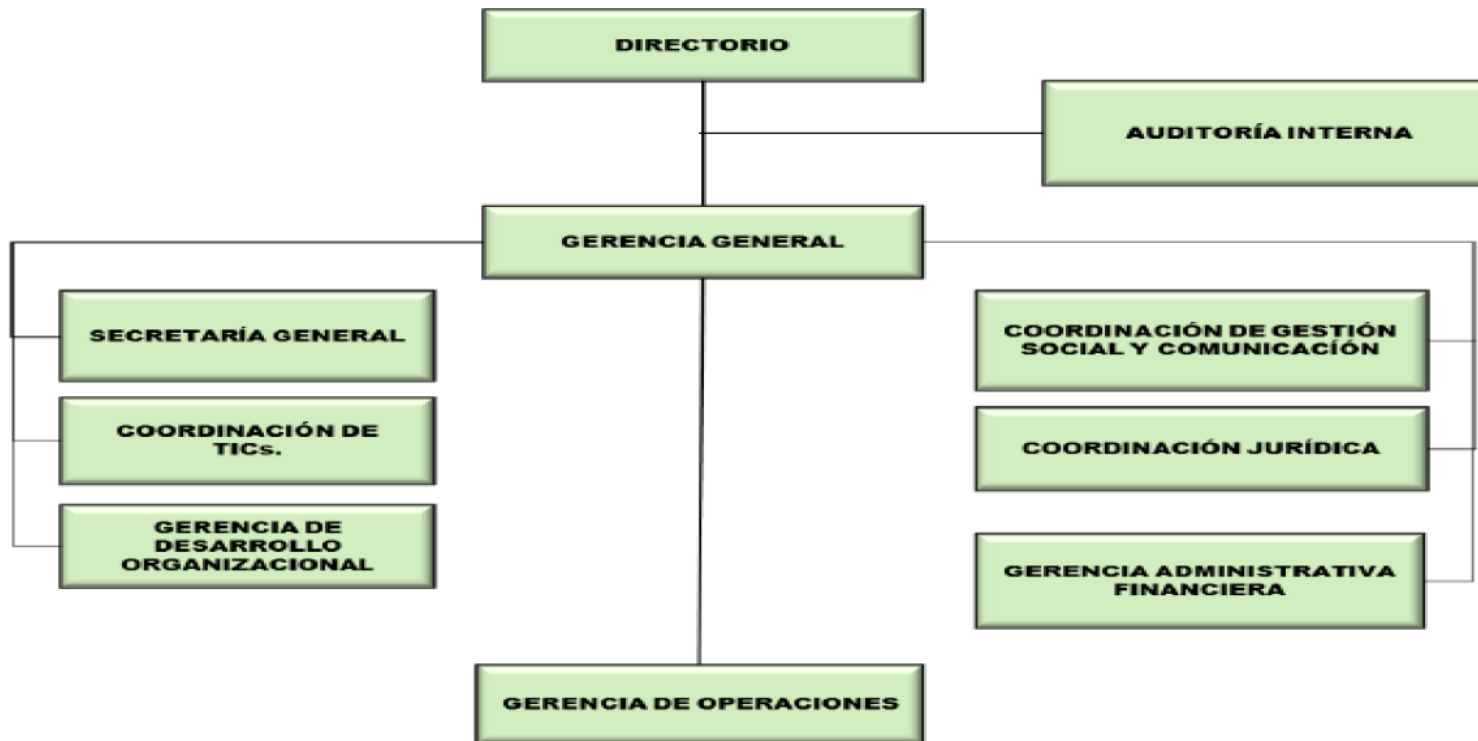 DIRECTORIO
AUDITORÍA INTERNA
GERENCIA GENERAL
SECRETARÍA GENERAL
COORDINACIÓN DE
TICs.
GERENCIA DE
DESARROLLO
ORGANIZACIONAL
COORDINACIÓN DE GESTIÓN
SOCIAL Y COMUNICACÍÓN
COORDINACIÓN JURÍDICA
GERENCIA ADMINISTRATIVA
FINANCIERA
GERENCIA DE OPERACIONES